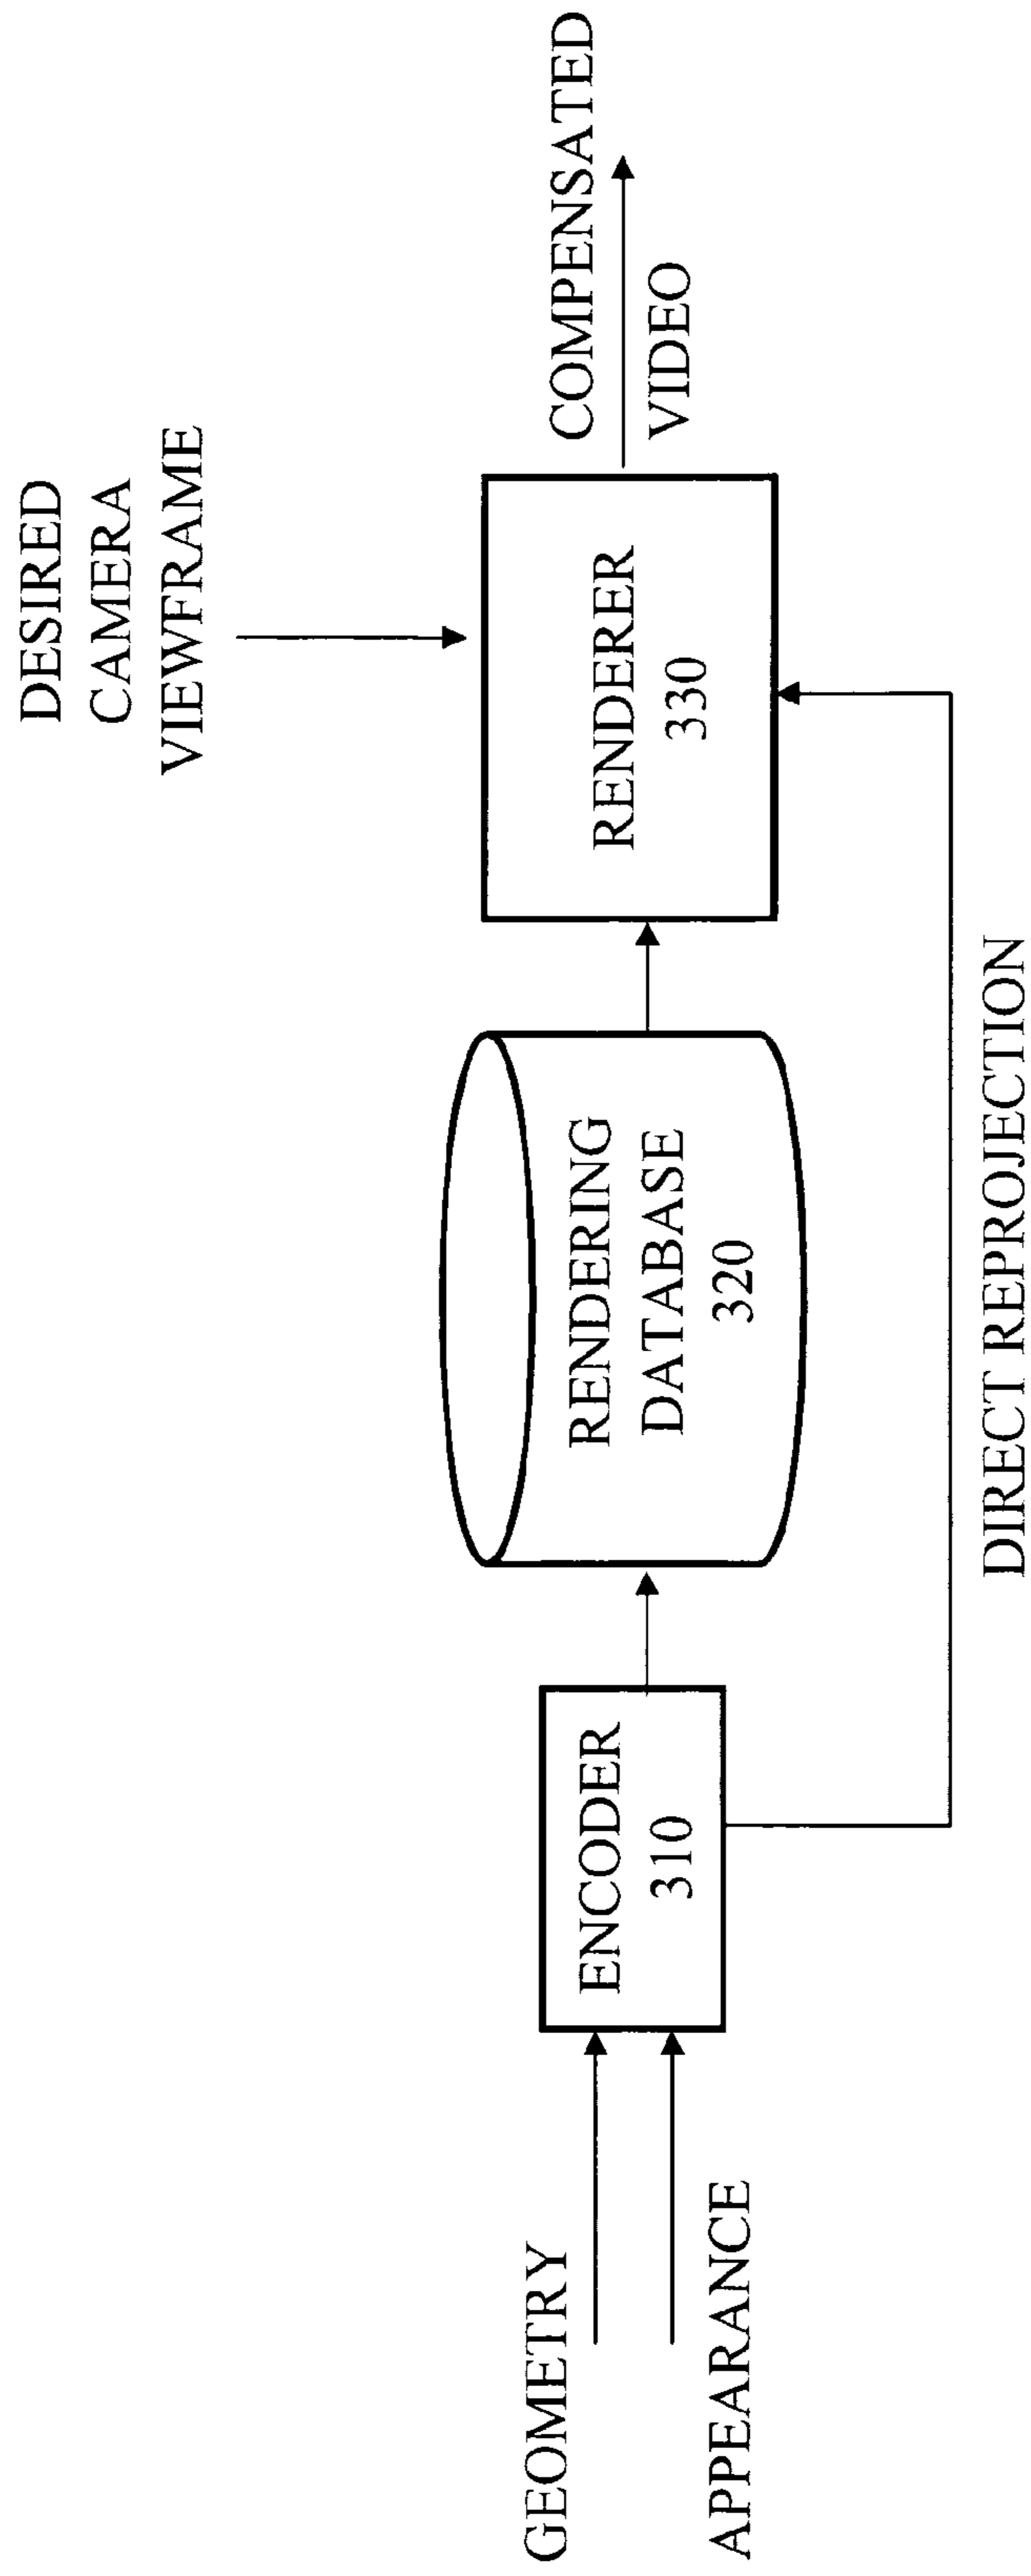 GEOMETRY
APPEARANCE
ENCODER
310
RENDERING
DATABASE
320
DIRECT REPROJECTION
DESIRED
CAMERA
VIEWFRAME
RENDERER
330
COMPENSATED
VIDEO